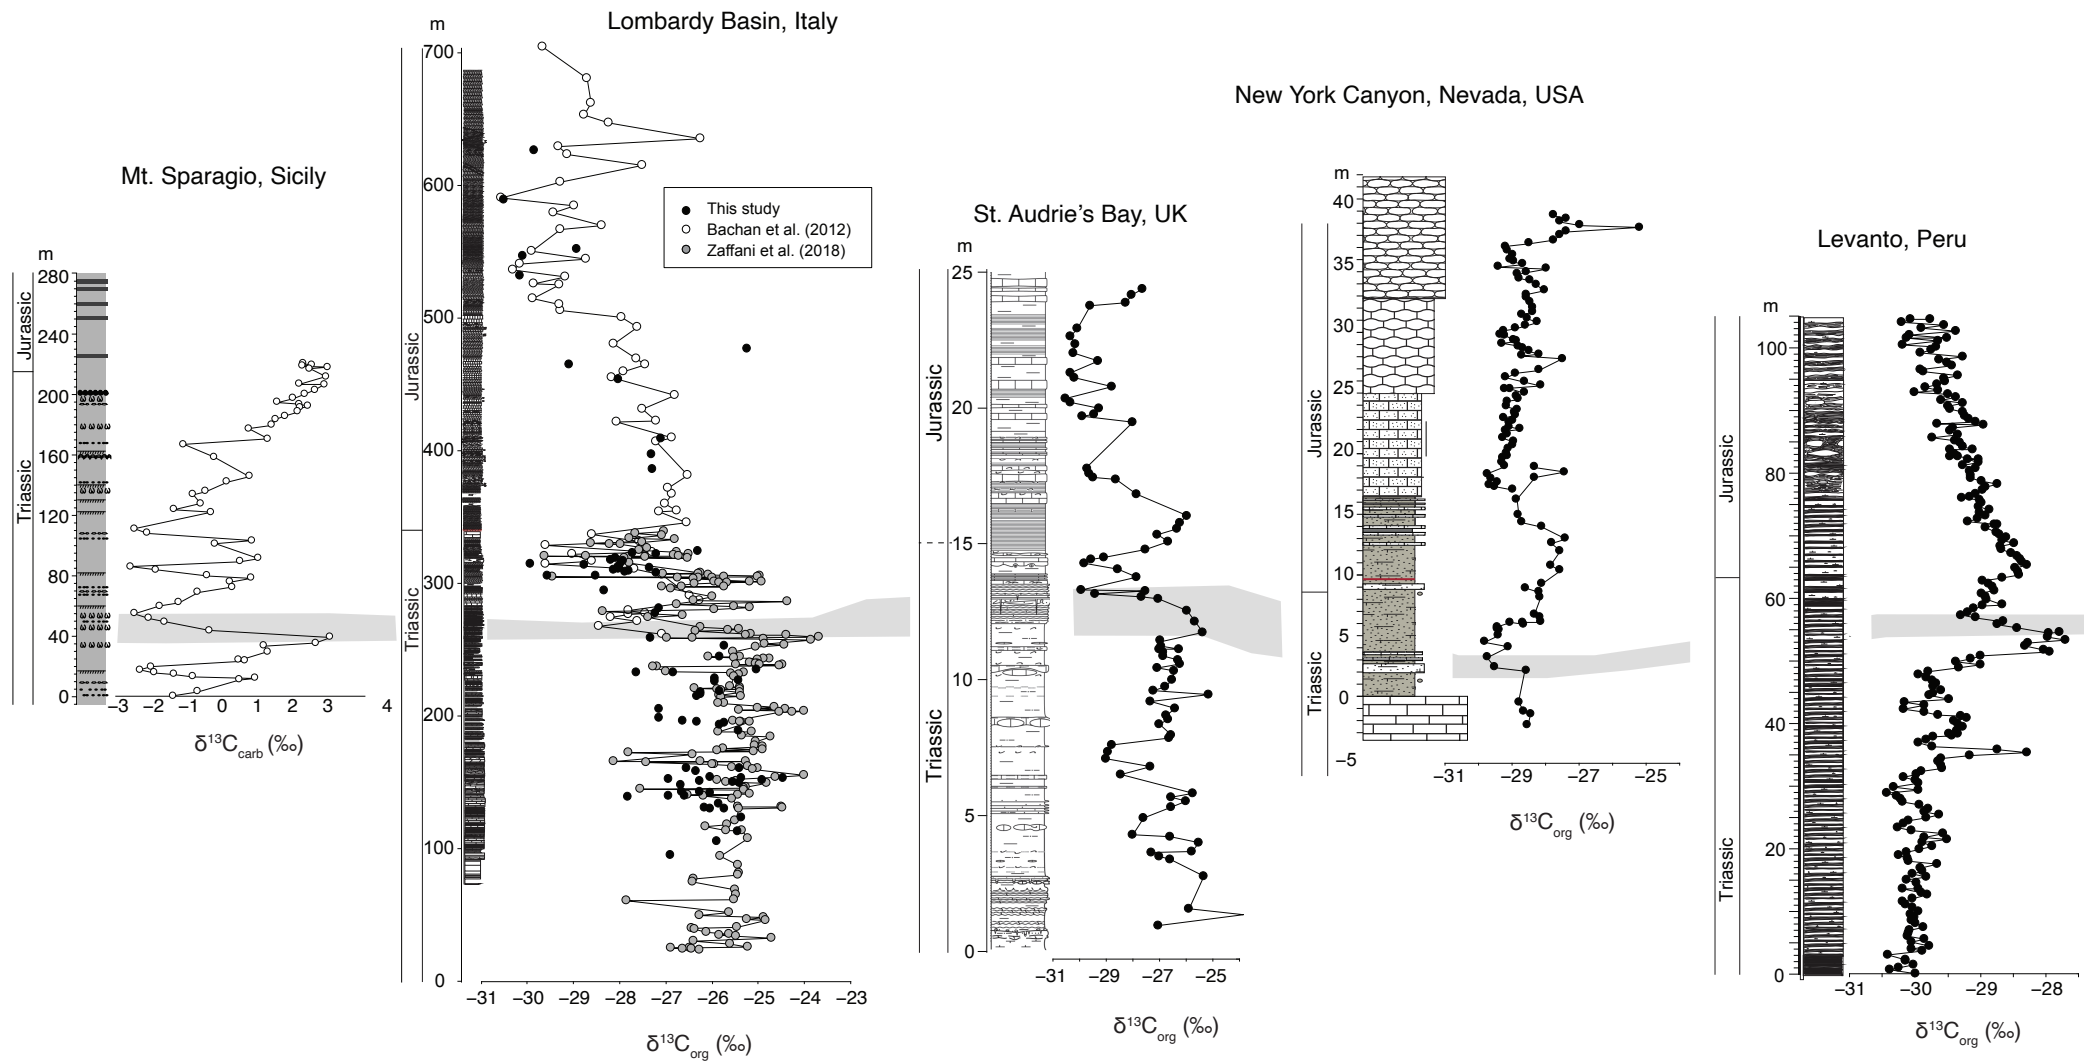 Lombardy Basin, Italy
New York Canyon, Nevada, USA
Mt. Sparagio, Sicily
St. Audrie's Bay, UK
Levanto, Peru
m
280
240
200
160
120
80
40
0
Jurassic
Triassic
−3 −2 −1 0 1 2 3 4
δ13Ccarb (‰)
m
700
600
500
400
300
200
100
0
Jurassic
Triassic
This study
Bachan et al. (2012)
Zaffani et al. (2018)
−31 −30 −29 −28 −27 −26 −25 −24 −23
δ13Corg (‰)
m
25
20
15
10
5
0
Jurassic
Triassic
−31 −29 −27 −25
δ13Corg (‰)
m
40
35
30
25
20
15
10
5
0
−5
Jurassic
Triassic
−31 −29 −27 −25
δ13Corg (‰)
m
100
80
60
40
20
0
Jurassic
Triassic
−31 −30 −29 −28
δ13Corg (‰)